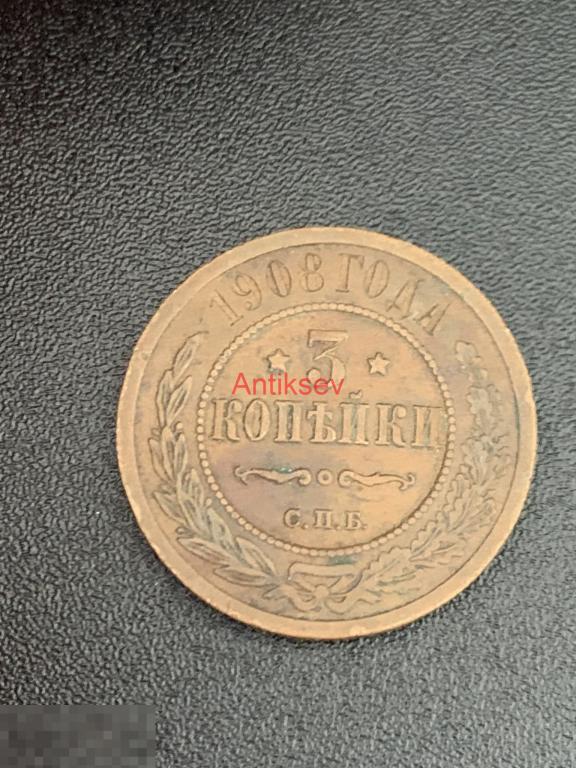 1908 ГОДА
3
Antiksev
КОПѢЙКИ
С.П.Б.